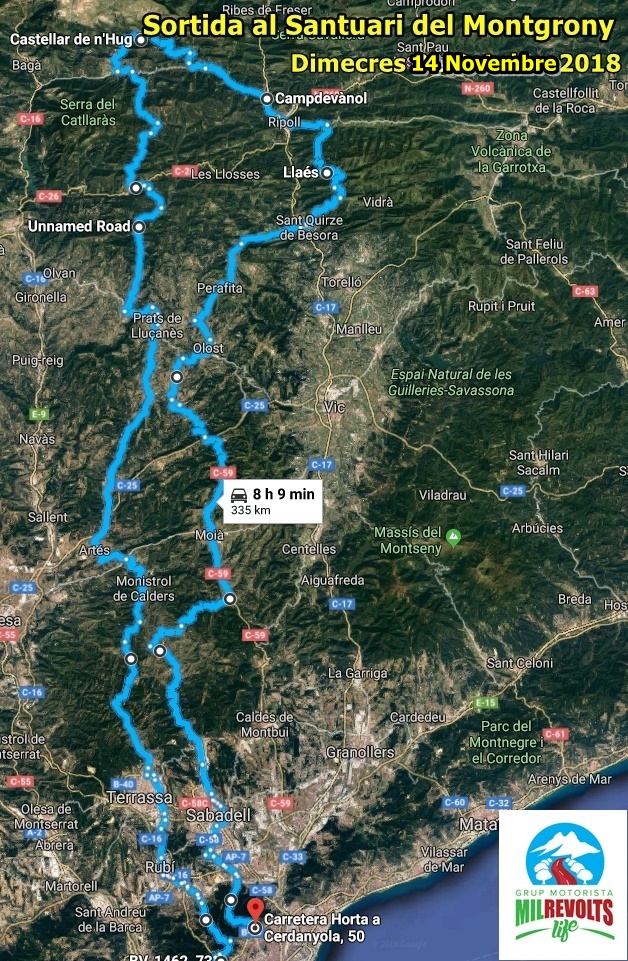 Ribes de Freser
Camprodon
Sortida al Santuari del Montgrony
Castellar de n'Hug
Sant Pau
Dimecres 14 Novembre 2018
Bagà
N-260
Castellfollit
de la Roca
Serra del
Catllaràs
Campdevànol
C-16
Ripoll
Zona
Volcànica de
la Garrotxa
Les Llosses
Llaés
C-26
Vidrà
Unnamed Road
Sant Quirze
de Besora
Sant Feliu
de Pallerols
C-16
Olvan
Gironella
Perafita
Torelló
C-63
C-17
Rupit i Pruit
Prats de
Lluçanès
Manlleu
Amer
Olost
Puig-reig
Espai Natural de les
Guilleries-Savassona
E-9
C-25
Vic
Navàs
Sant Hilari
Sacalm
C-59
C-17
C-25
8 h 9 min
335 km
Viladrau
C-25
Sallent
Arbúcies
Moià
Massís del
Montseny
Artés
Centelles
C-59
Monistrol
de Calders
Aiguafreda
C-25
C-17
Breda
C-55
C-59
Sant Celoni
La Garriga
C-16
E-15
Caldes de
Montbui
Cardedeu
Parc del
Montnegre i
el Corredor
C-61
Granollers
C-55
B-40
Arenys de Mar
Terrassa
C-58C
C-59
C-60
C-32
Olesa de
Montserrat
Sabadell
A-2
C-16
C-58
Abrera
AP-7
C-33
Vilassar
de Mar
Rubí
Martorell
C-58
AP-7
GRUP MOTORISTA
MILREVOLTS
life
Sant Andreu
de la Barca
Carretera Horta a
Cerdanyola, 50
BV-1462, 73